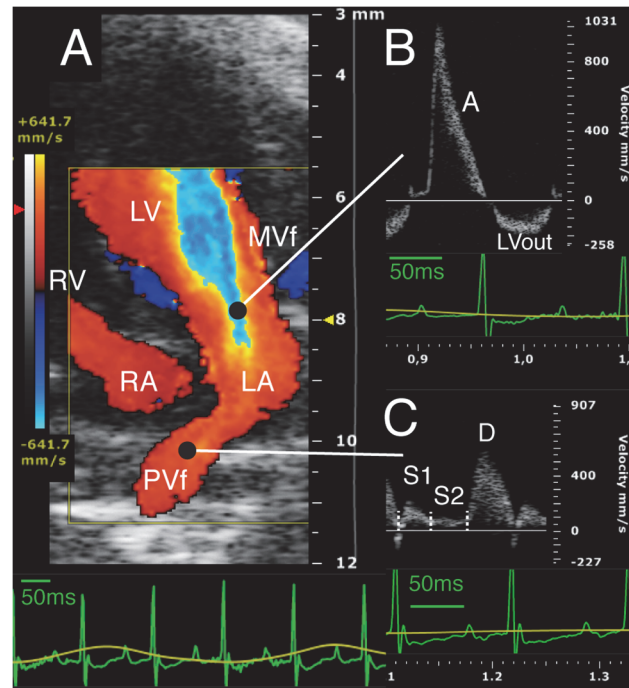 A
3 mm
4
6
8
10
12
+641.7
mm/s
-641.7
mm/s
LV
MVf
RV
RA
LA
PVf
50ms
B
A
LVout
1031
800
400
0
-258
Velocity mm/s
50ms
0,9
1,0
1,
C
D
S1
S2
907
400
0
-227
Velocity mm/s
50ms
1.2
1.3